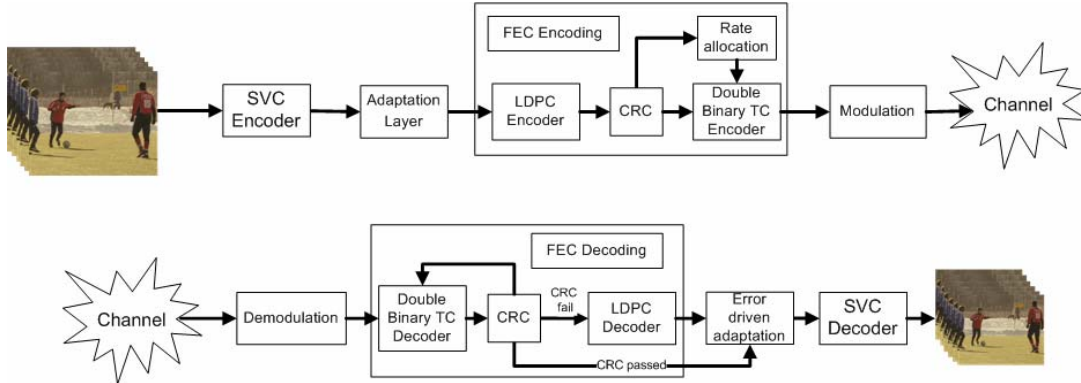 FEC Encoding
Rate
allocation
SVC
Encoder
Adaptation
Layer
LDPC
Encoder
CRC
Double
Binary TC
Encoder
Modulation
Channel
FEC Decoding
Channel
Demodulation
Double
Binary TC
Decoder
CRC
CRC
fail
LDPC
Decoder
Error
driven
adaptation
SVC
Decoder
CRC passed